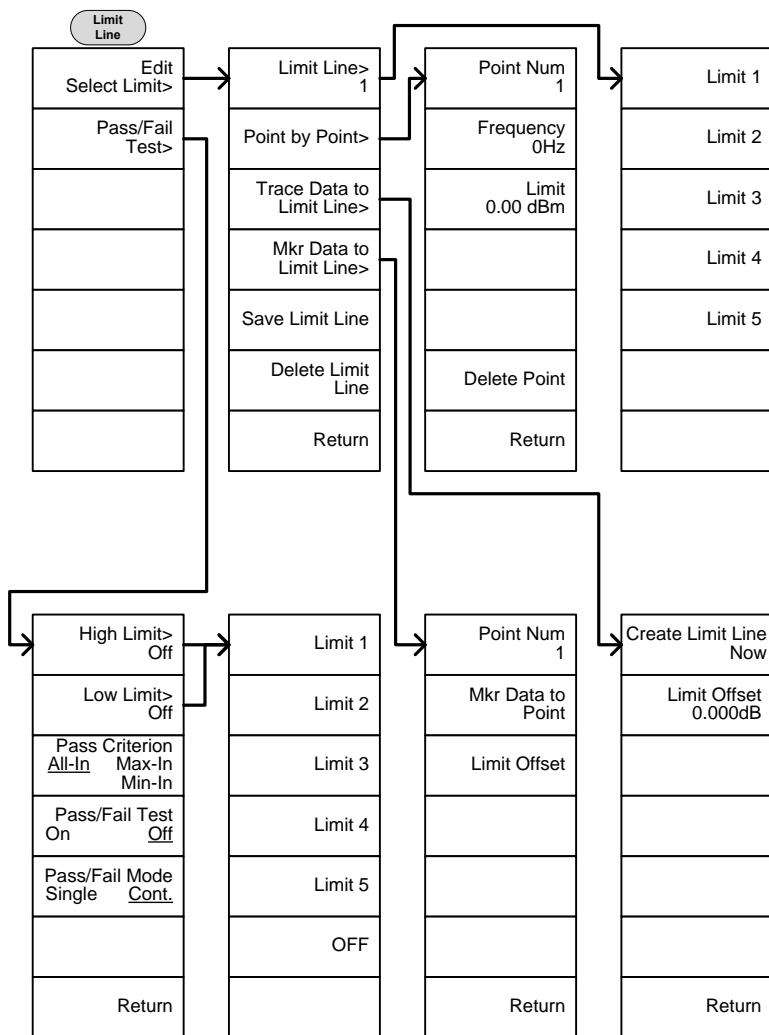 Limit
Line
Edit
Select Limit>
Pass/Fail
Test>
Limit Line>
1
Point by Point>
Trace Data to
Limit Line>
Mkr Data to
Limit Line>
Save Limit Line
Delete Limit
Line
Return
Point Num
1
Frequency
0Hz
Limit
0.00 dBm
Delete Point
Return
Limit 1
Limit 2
Limit 3
Limit 4
Limit 5
High Limit>
Off
Low Limit>
Off
Pass Criterion
All-In Max-In
Min-In
Pass/Fail Test
On Off
Pass/Fail Mode
Single Cont.
Return
Limit 1
Limit 2
Limit 3
Limit 4
Limit 5
OFF
Point Num
1
Mkr Data to
Point
Limit Offset
Return
Create Limit Line
Now
Limit Offset
0.000dB
Return